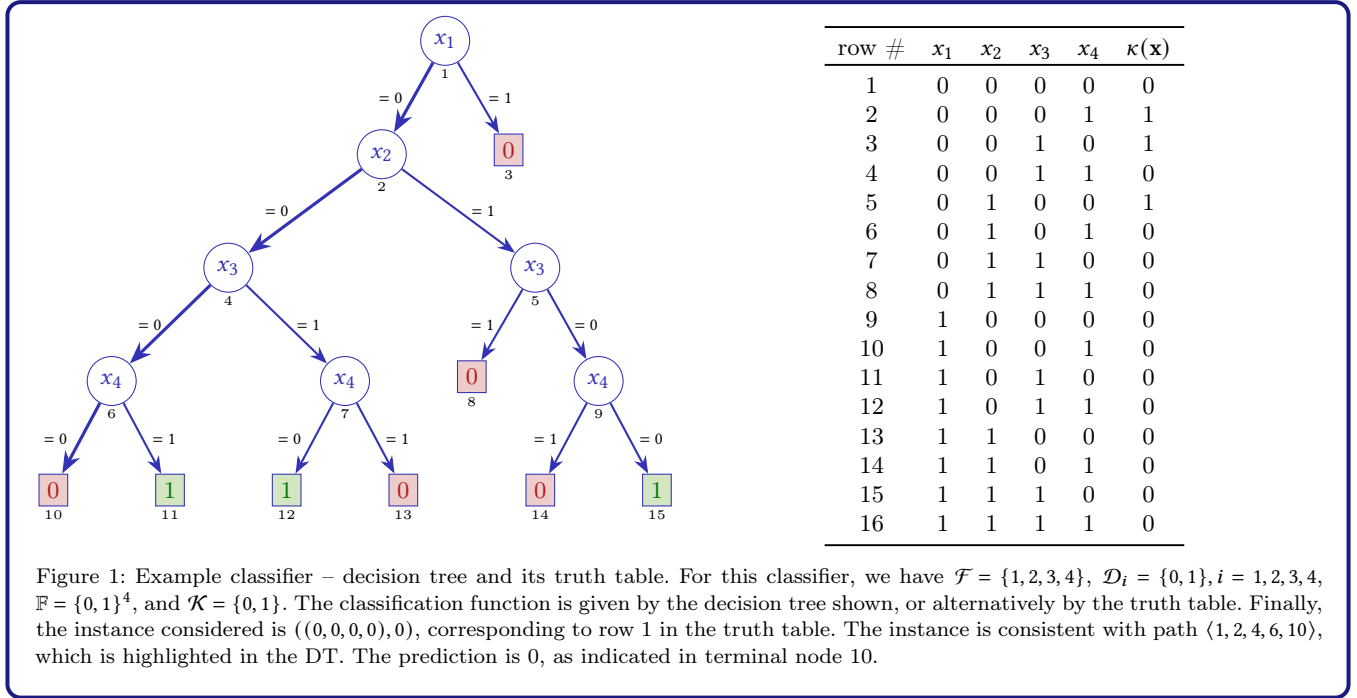 x₁
1
= 0
= 1
x₂
2
0
3
= 0
= 1
x₃
4
x₃
5
= 0
= 1
= 1
= 0
x₄
6
x₄
7
0
8
x₄
9
= 0
= 1
= 0
= 1
= 1
= 0
0
1
1
0
0
1
10
11
12
13
14
15
row # x₁ x₂ x₃ x₄ κ(x)
1 0 0 0 0 0
2 0 0 0 1 1
3 0 0 1 0 1
4 0 0 1 1 0
5 0 1 0 0 1
6 0 1 0 1 0
7 0 1 1 0 0
8 0 1 1 1 0
9 1 0 0 0 0
10 1 0 0 1 0
11 1 0 1 0 0
12 1 0 1 1 0
13 1 1 0 0 0
14 1 1 0 1 0
15 1 1 1 0 0
16 1 1 1 1 0
Figure 1: Example classifier – decision tree and its truth table. For this classifier, we have 𝓕 = {1, 2, 3, 4}, 𝓓ᵢ = {0, 1}, i = 1, 2, 3, 4,
𝔽 = {0, 1}⁴, and 𝓚 = {0, 1}. The classification function is given by the decision tree shown, or alternatively by the truth table. Finally,
the instance considered is ((0, 0, 0, 0), 0), corresponding to row 1 in the truth table. The instance is consistent with path ⟨1, 2, 4, 6, 10⟩,
which is highlighted in the DT. The prediction is 0, as indicated in terminal node 10.